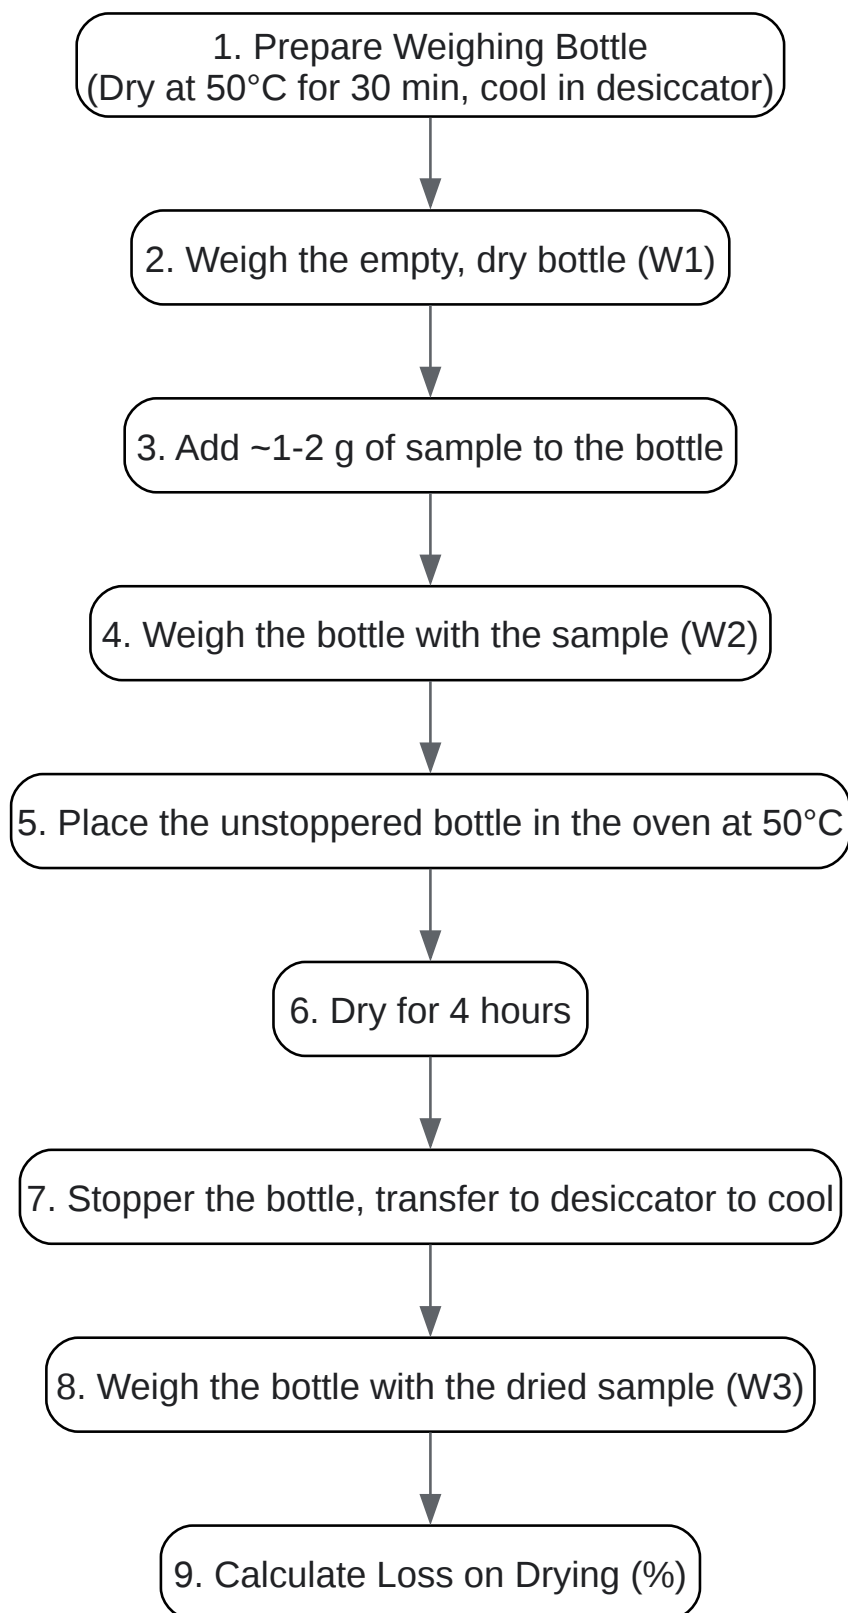 1. Prepare Weighing Bottle
(Dry at 50°C for 30 min, cool in desiccator)
2. Weigh the empty, dry bottle (W1)
3. Add ~1-2 g of sample to the bottle
4. Weigh the bottle with the sample (W2)
5. Place the unstoppered bottle in the oven at 50°C
6. Dry for 4 hours
7. Stopper the bottle, transfer to desiccator to cool
8. Weigh the bottle with the dried sample (W3)
9. Calculate Loss on Drying (%)